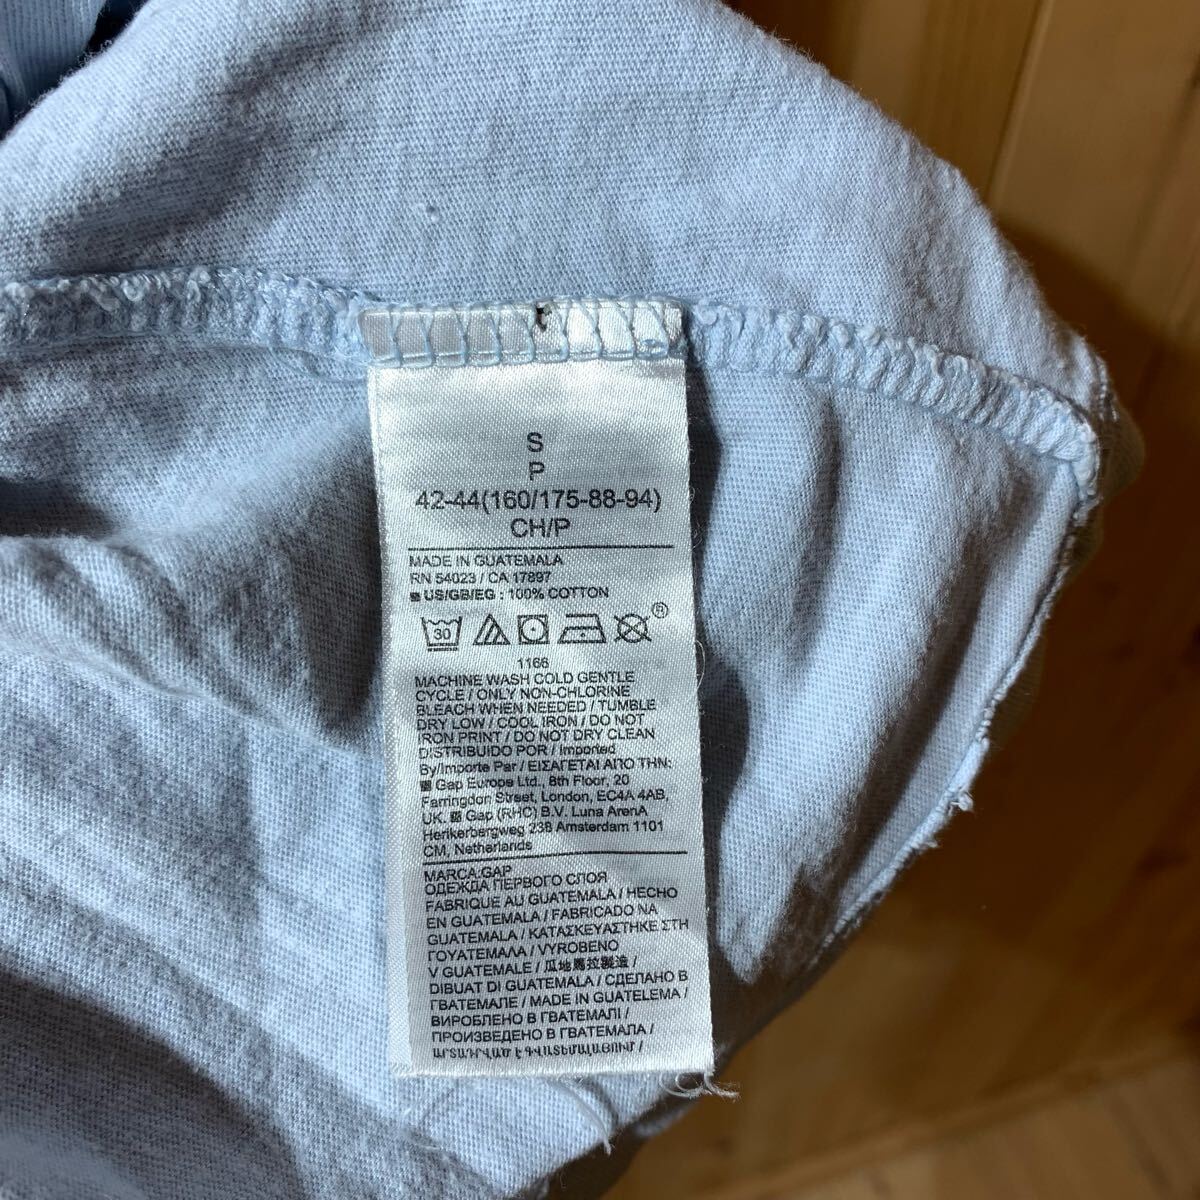 S
P
42-44(160/175-88-94)
CH/P
MADE IN GUATEMALA
RN 54023 / CA 17897
US/GB/EG : 100% COTTON
30
R
1166
MACHINE WASH COLD GENTLE
CYCLE / ONLY NON-CHLORINE
BLEACH WHEN NEEDED / TUMBLE
DRY LOW / COOL IRON / DO NOT
IRON PRINT / DO NOT DRY CLEAN
DISTRIBUIDO POR / Imported
By/Importe Par / ΕΙΣΑΓΕΤΑΙ ΑΠΟ ΤΗΝ:
Gap Europe Ltd., 8th Floor, 20
Farringdon Street, London, EC4A 4AB,
UK. Gap (RHC) B.V. Luna ArenA
Herikerbergweg 238 Amsterdam 1101
CM, Netherlands
MARCA:GAP
ОДЕЖДА ПЕРВОГО СЛОЯ
FABRIQUE AU GUATEMALA / HECHO
EN GUATEMALA / FABRICADO NA
GUATEMALA / ΚΑΤΑΣΚΕΥΑΣΤΗΚΕ ΣΤΗ
ΓΟΥΑΤΕΜΑΛΑ / VYROBENO
V GUATEMALE / 瓜地馬拉製造 /
DIBUAT DI GUATEMALA / СДЕЛАНО В
ГВАТЕМАЛЕ / MADE IN GUATELEMA /
ВИРОБЛЕНО В ГВАТЕМАЛІ /
ПРОИЗВЕДЕНО В ГВАТЕМАЛА /